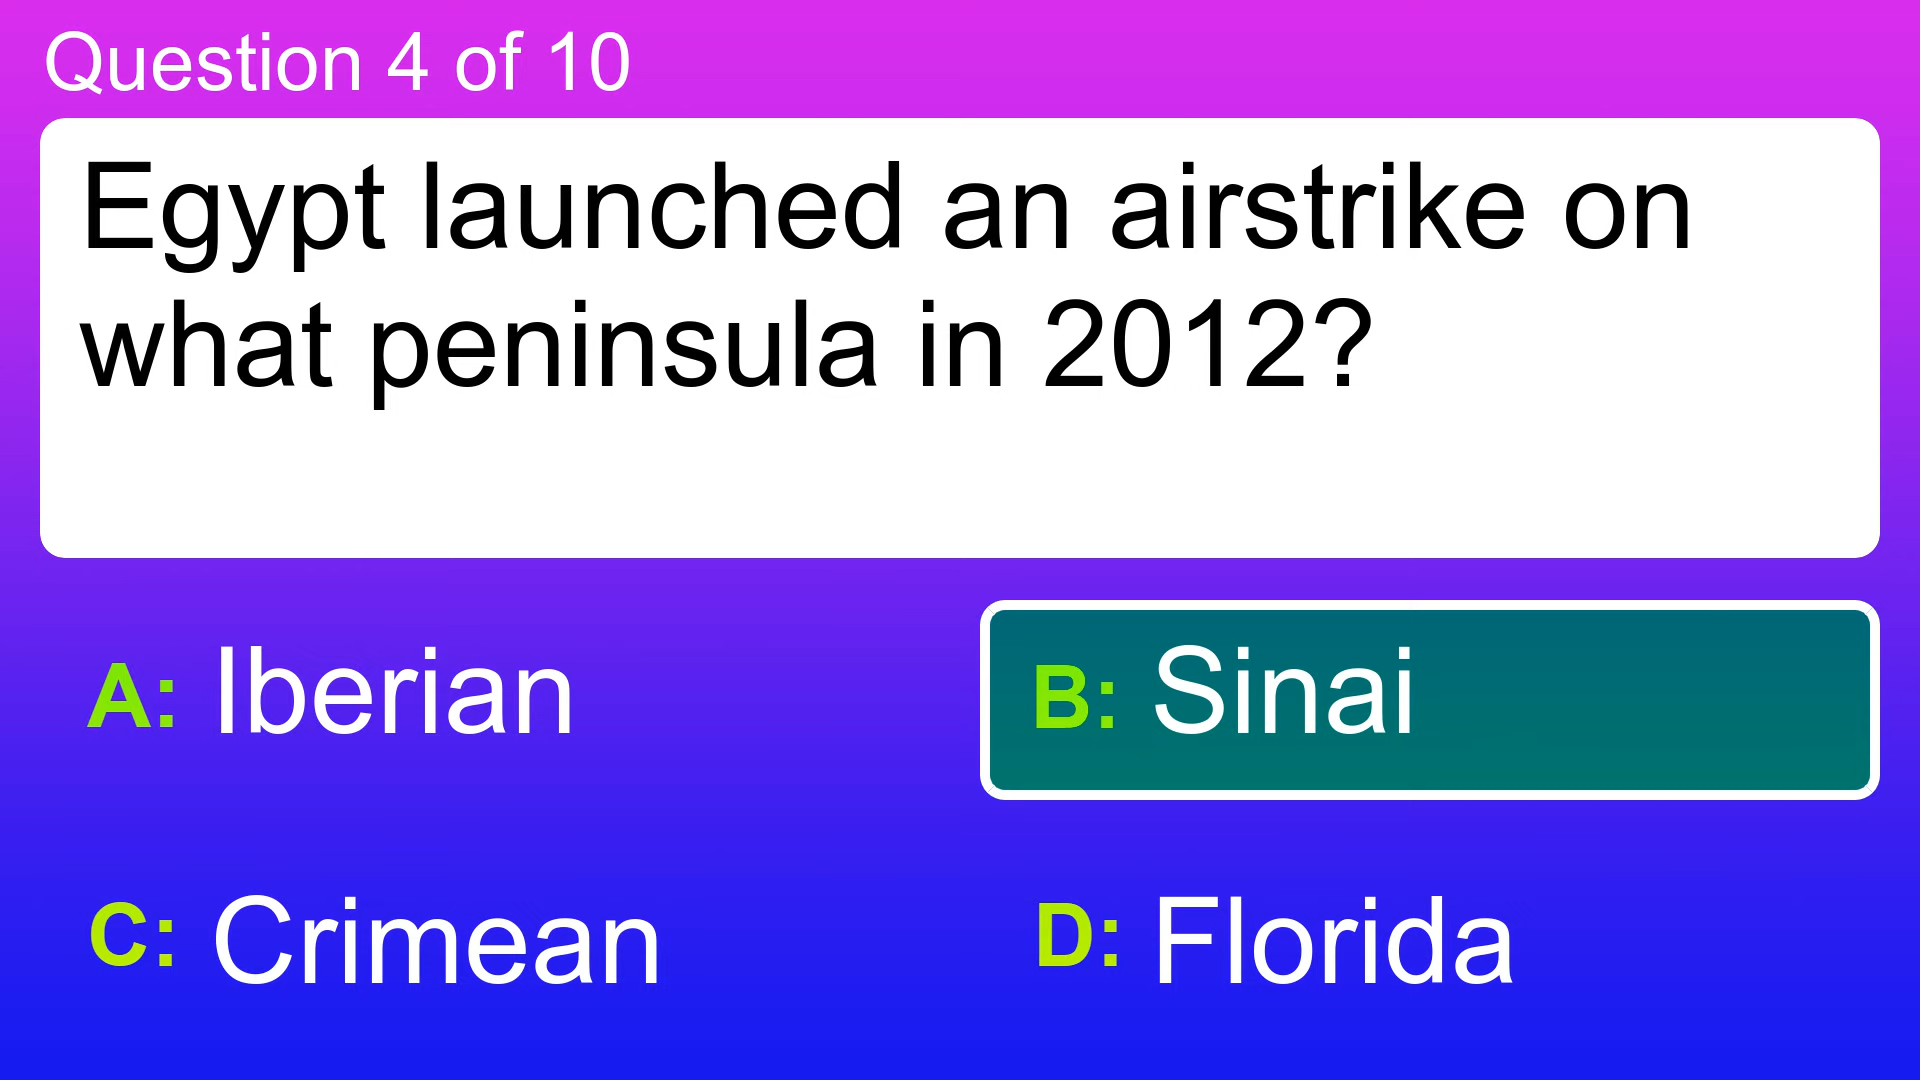 Question 4 of 10
Egypt launched an airstrike on
what peninsula in 2012?
A: Iberian
B: Sinai
C: Crimean
D: Florida